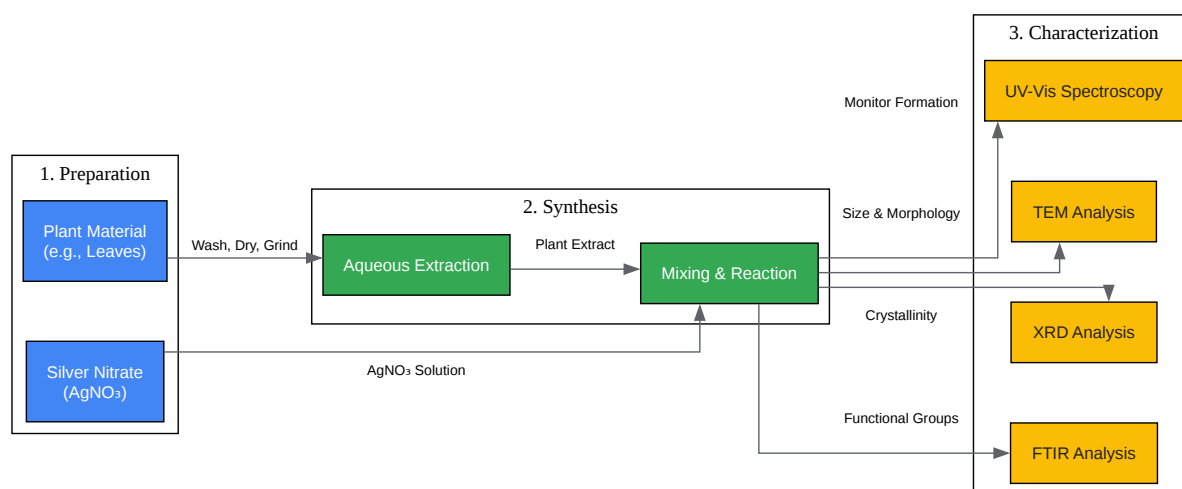 1. Preparation
Plant Material
(e.g., Leaves)
Silver Nitrate
(AgNO₃)
Wash, Dry, Grind
AgNO₃ Solution
2. Synthesis
Aqueous Extraction
Plant Extract
Mixing & Reaction
Monitor Formation
Size & Morphology
Crystallinity
Functional Groups
3. Characterization
UV-Vis Spectroscopy
TEM Analysis
XRD Analysis
FTIR Analysis